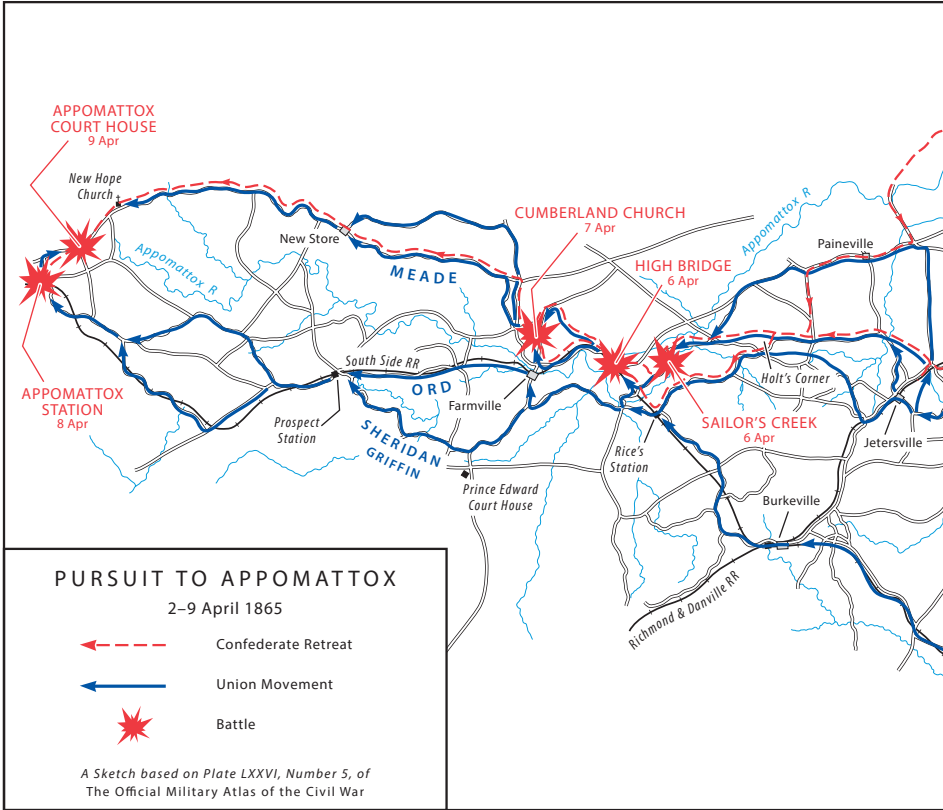 APPOMATTOX
COURT HOUSE
9 Apr
New Hope
Church
Appomattox R
New Store
MEADE
CUMBERLAND CHURCH
7 Apr
Appomattox R
Paineville
HIGH BRIDGE
6 Apr
APPOMATTOX
STATION
8 Apr
South Side RR
ORD
Prospect
Station
Farmville
SHERIDAN
GRIFFIN
Holt's Corner
SAILOR'S CREEK
6 Apr
Jetersville
Rice's
Station
Prince Edward
Court House
Burkeville
Richmond & Danville RR
PURSUIT TO APPOMATTOX
2–9 April 1865
Confederate Retreat
Union Movement
Battle
A Sketch based on Plate LXXVI, Number 5, of
The Official Military Atlas of the Civil War